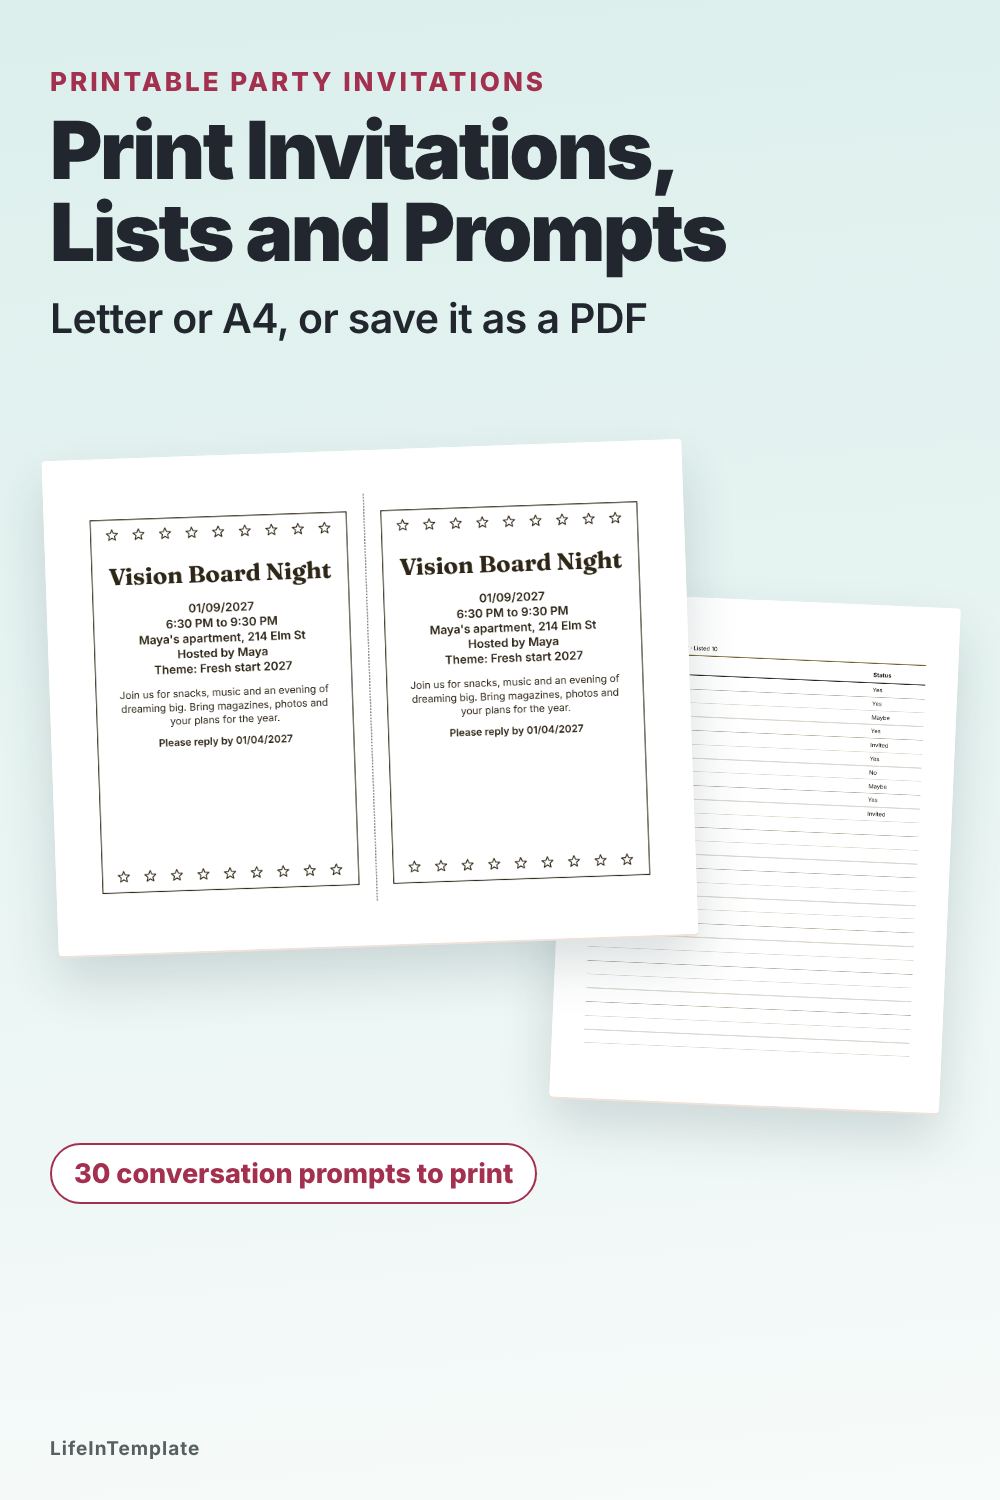 PRINTABLE PARTY INVITATIONS
Print Invitations,
Lists and Prompts
Letter or A4, or save it as a PDF
Vision Board Night
01/09/2027
6:30 PM to 9:30 PM
Maya's apartment, 214 Elm St
Hosted by Maya
Theme: Fresh start 2027
Join us for snacks, music and an evening of
dreaming big. Bring magazines, photos and
your plans for the year.
Please reply by 01/04/2027
Vision Board Night
01/09/2027
6:30 PM to 9:30 PM
Maya's apartment, 214 Elm St
Hosted by Maya
Theme: Fresh start 2027
Join us for snacks, music and an evening of
dreaming big. Bring magazines, photos and
your plans for the year.
Please reply by 01/04/2027
· Listed 10
Status
Yes
Yes
Maybe
Yes
Invited
Yes
No
Maybe
Yes
Invited
30 conversation prompts to print
LifeInTemplate